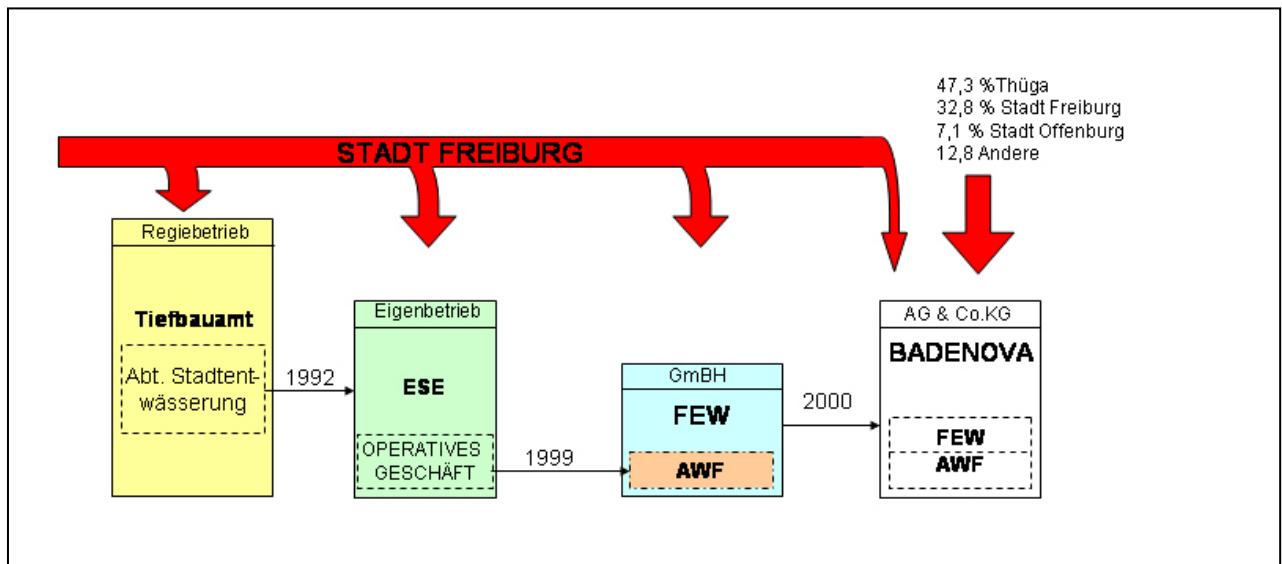 47,3 %Thüga
32,8 % Stadt Freiburg
7,1 % Stadt Offenburg
12,8 Andere
STADT FREIBURG
Regiebetrieb
Tiefbauamt
Abt. Stadtent-
wässerung
1992
Eigenbetrieb
ESE
OPERATIVES
GESCHÄFT
1999
GmBH
FEW
AWF
2000
AG & Co.KG
BADENOVA
FEW
AWF